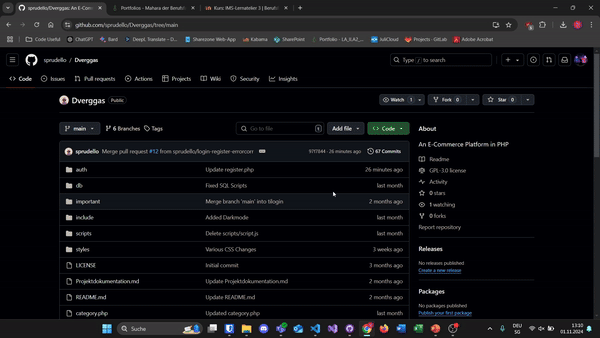 sprudello/Dverggas: An E-Comm
Portfolios - Mahara der Berufsf
Kurs: IMS-Lernatelier 3 | Berufsf
github.com/sprudello/Dverggas/tree/main
Code Useful
ChatGPT
Bard
DeepL Translate – D...
Sharezone Web-App
Kabema
SharePoint
Portfolio - LA_ILA2_...
JuliCloud
Projects · GitLab
Adobe Acrobat
sprudello / Dverggas
Type / to search
Code
Issues
Pull requests
Actions
Projects
Wiki
Security
Insights
Dverggas
Public
Watch 1
Fork 0
Star 0
main
6 Branches
Tags
Go to file
t
Add file
Code
About
An E-Commerce Platform in PHP
sprudello Merge pull request #12 from sprudello/login-register-errorcorr
26 minutes ago
67 Commits
auth Update register.php 26 minutes ago
db Fixed SQL Scripts last month
important Merge branch 'main' into tilogin 2 months ago
include Added Darkmode last month
scripts Delete scripts/script.js last month
styles Various CSS Changes 3 weeks ago
LICENSE Initial commit 3 months ago
Projektdokumentation.md Update Projektdokumentation.md 2 months ago
README.md Update README.md 2 months ago
category.php Updated category.php last month
Readme
GPL-3.0 license
Activity
0 stars
1 watching
0 forks
Report repository
Releases
No releases published
Create a new release
Packages
No packages published
Publish your first package
Suche
DEU
SG
13:10
01.11.2024